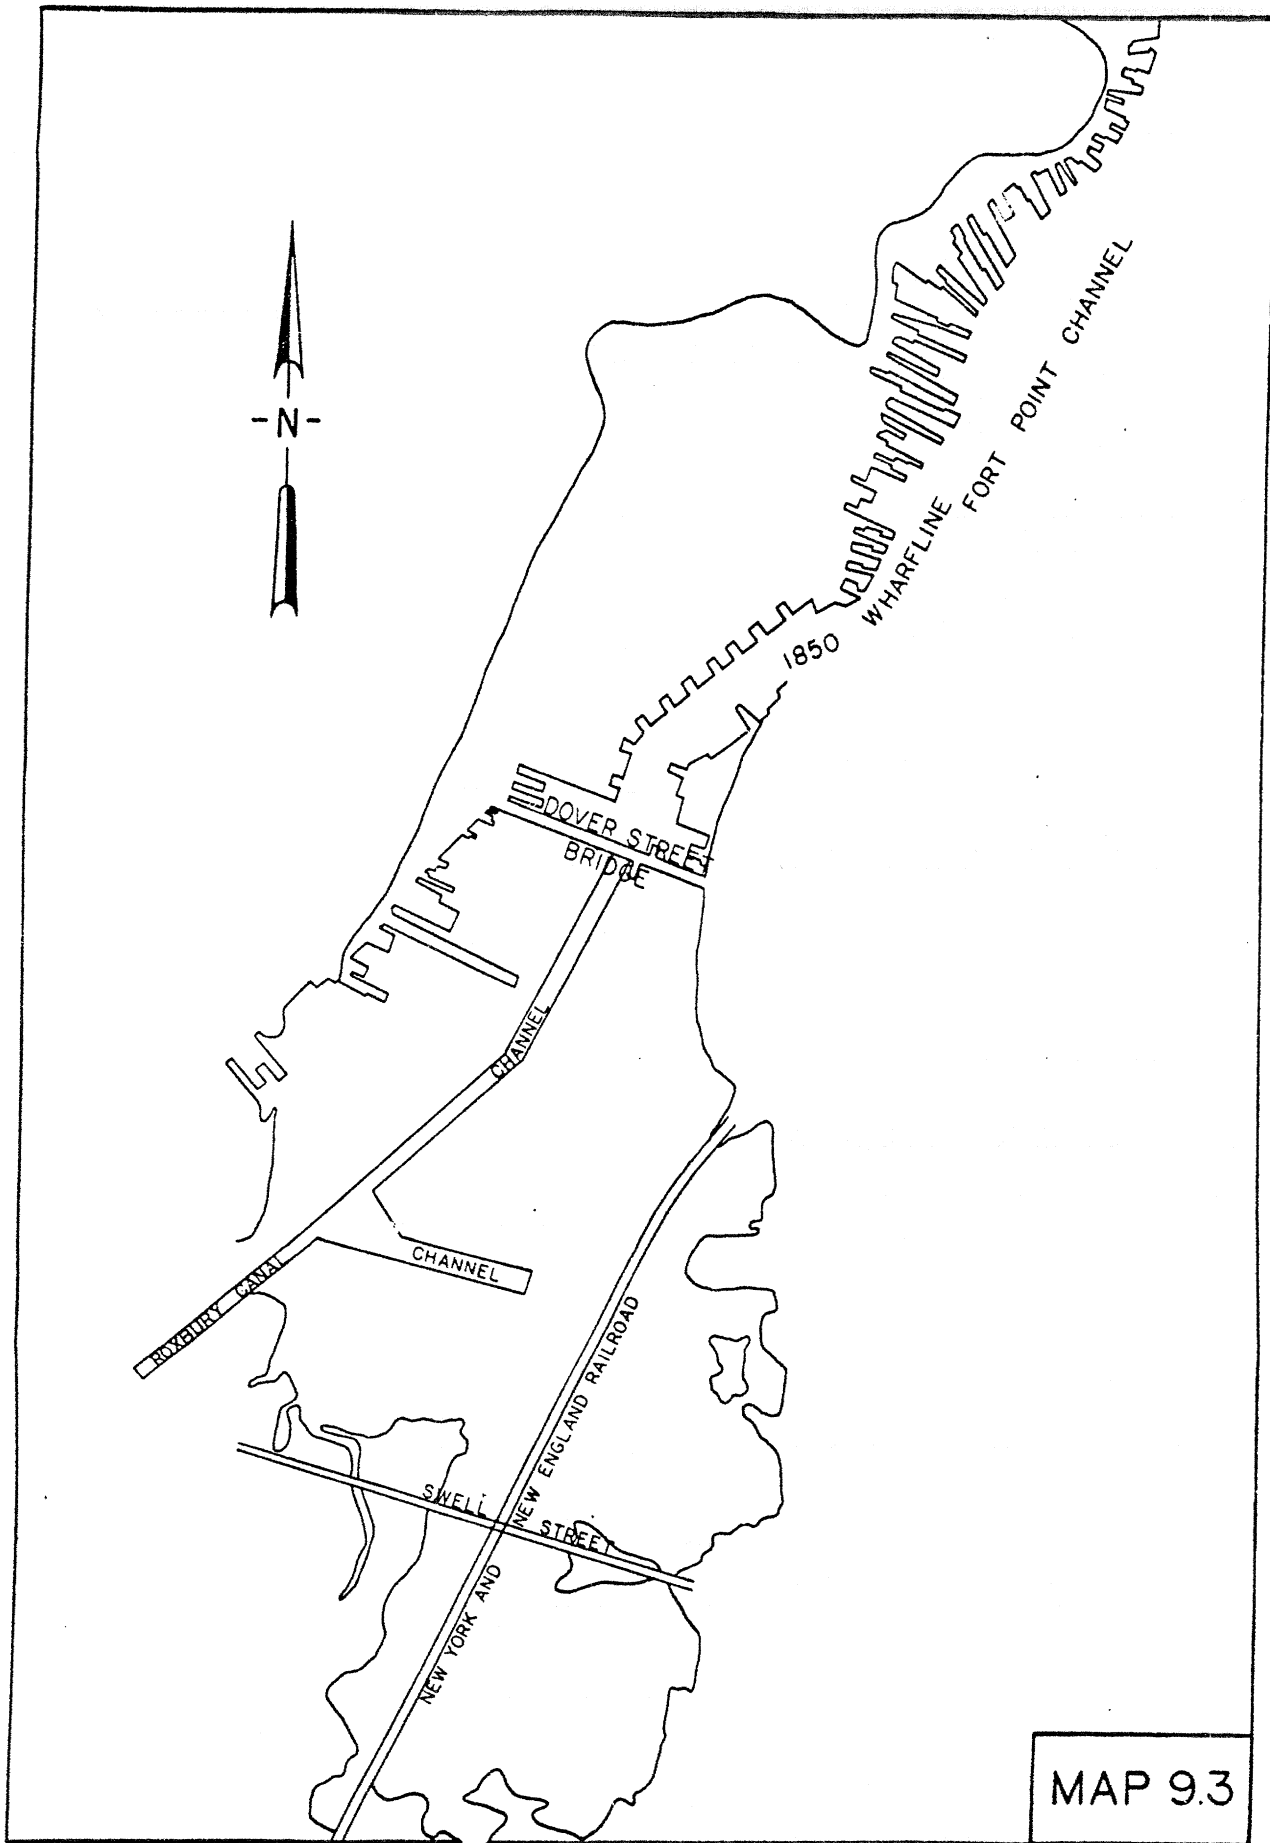 -N-
1850 WHARFLINE FORT POINT CHANNEL
DOVER STREET
BRIDGE
CHANNEL
CHANNEL
ROXBURY CANAL
NEW YORK AND NEW ENGLAND RAILROAD
SWELL STREET
MAP 9.3